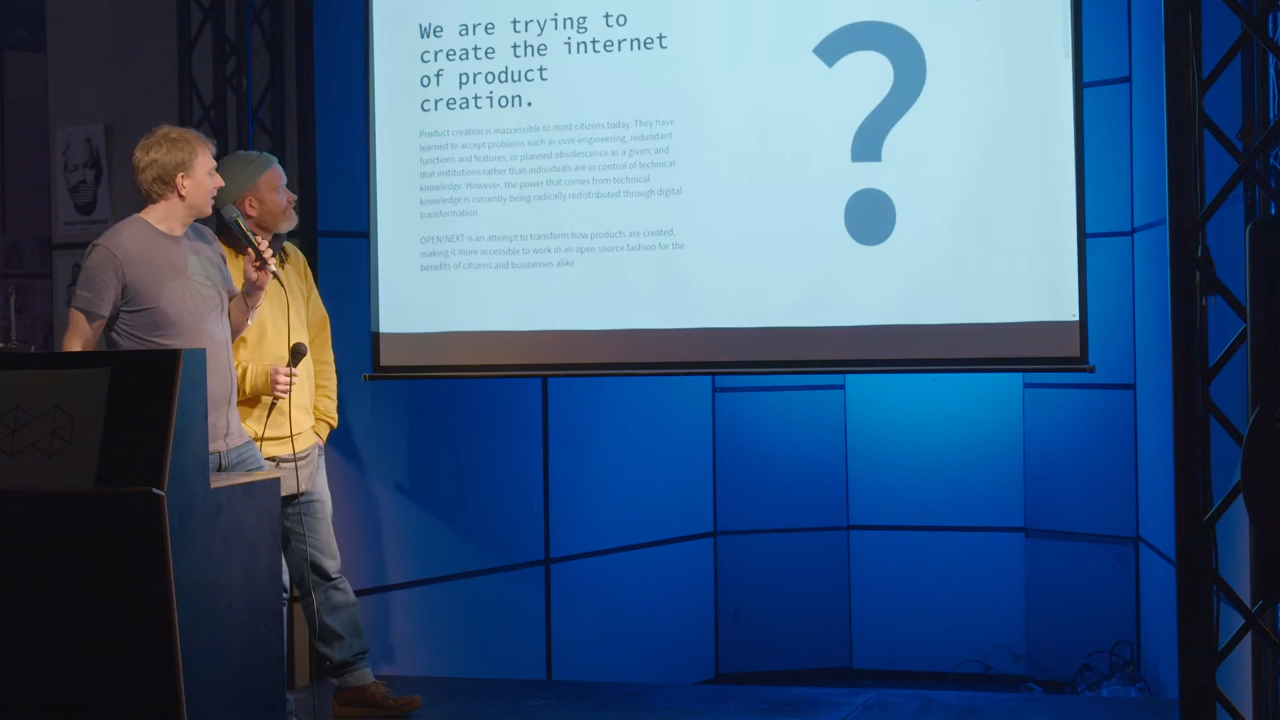 We are trying to
create the internet
of product
creation.
Product creation is inaccessible to most citizens today. They have
learned to accept problems such as over-engineering, redundant
functions and features, or planned obsolescence as a given; and
that institutions rather than individuals are in control of technical
knowledge. However, the power that comes from technical
knowledge is currently being radically redistributed through digital
transformation.
OPEN!NEXT is an attempt to transform how products are created,
making it more accessible to work in an open source fashion for the
benefits of citizens and businesses alike.
?